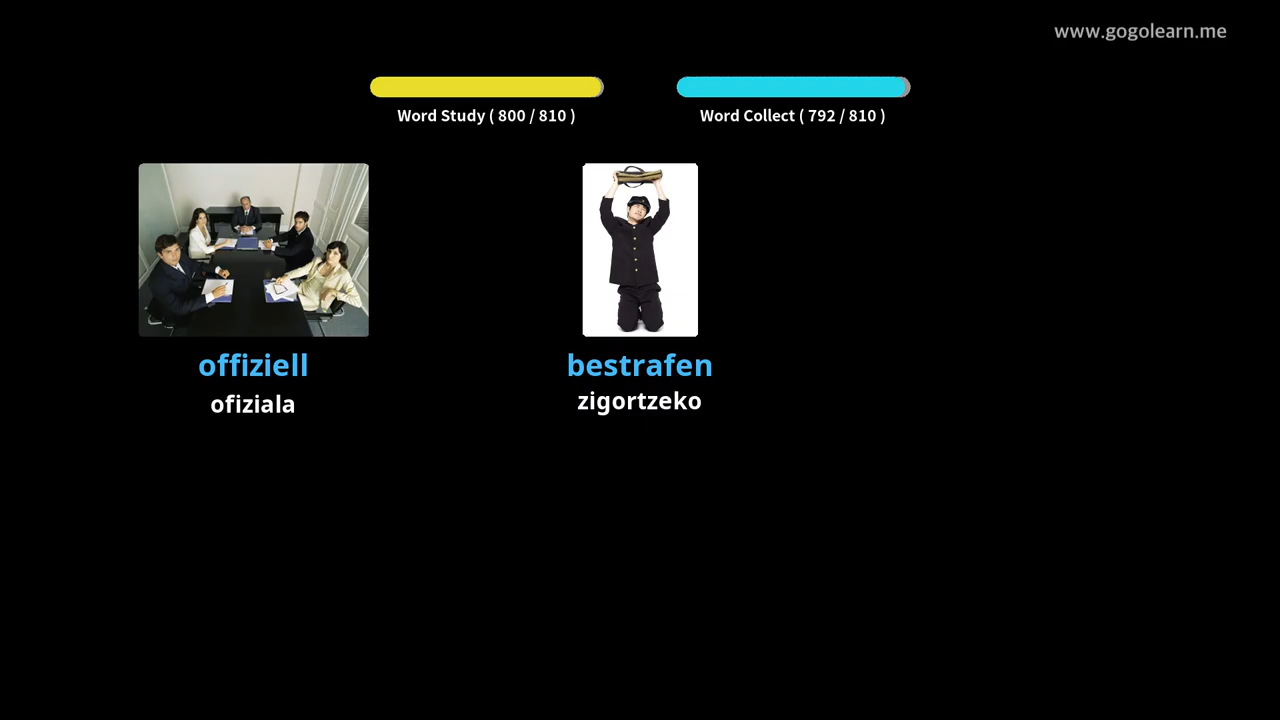 www.gogolearn.me
Word Study ( 800 / 810 )
Word Collect ( 792 / 810 )
offiziell
ofiziala
bestrafen
zigortzeko